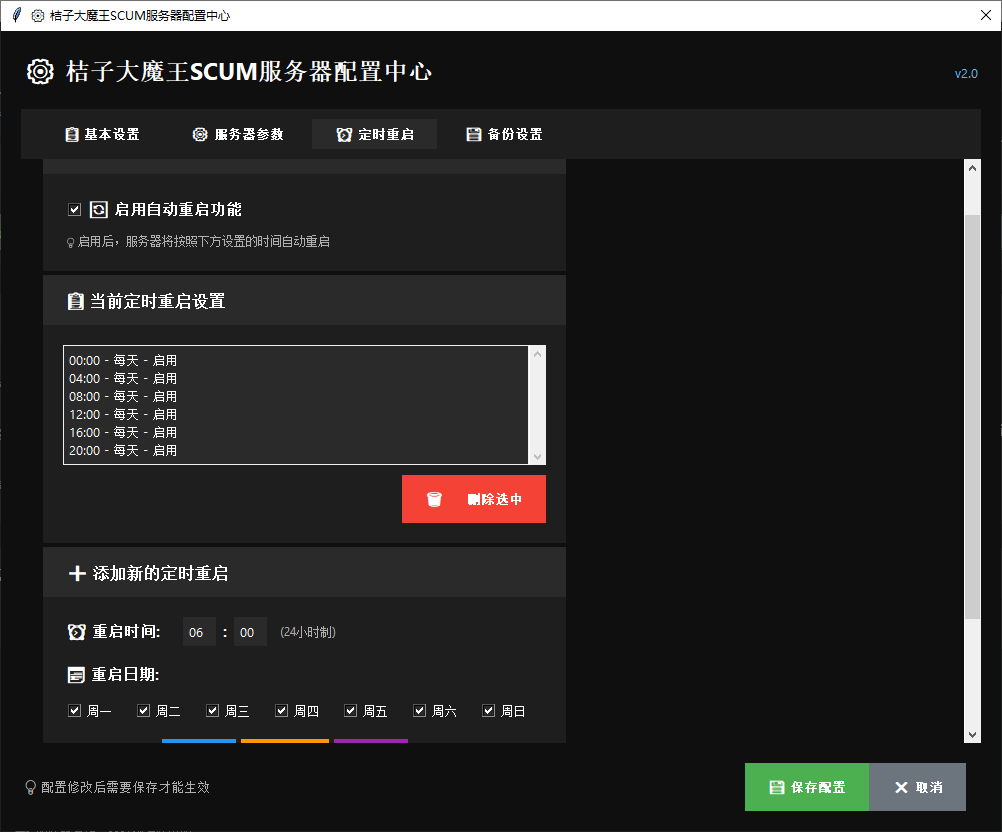 桔子大魔王SCUM服务器配置中心
桔子大魔王SCUM服务器配置中心
v2.0
基本设置 服务器参数 定时重启 备份设置
启用自动重启功能
启用后，服务器将按照下方设置的时间自动重启
当前定时重启设置
00:00 - 每天 - 启用
04:00 - 每天 - 启用
08:00 - 每天 - 启用
12:00 - 每天 - 启用
16:00 - 每天 - 启用
20:00 - 每天 - 启用
删除选中
添加新的定时重启
重启时间: 06 : 00 (24小时制)
重启日期:
周一 周二 周三 周四 周五 周六 周日
配置修改后需要保存才能生效
保存配置 取消